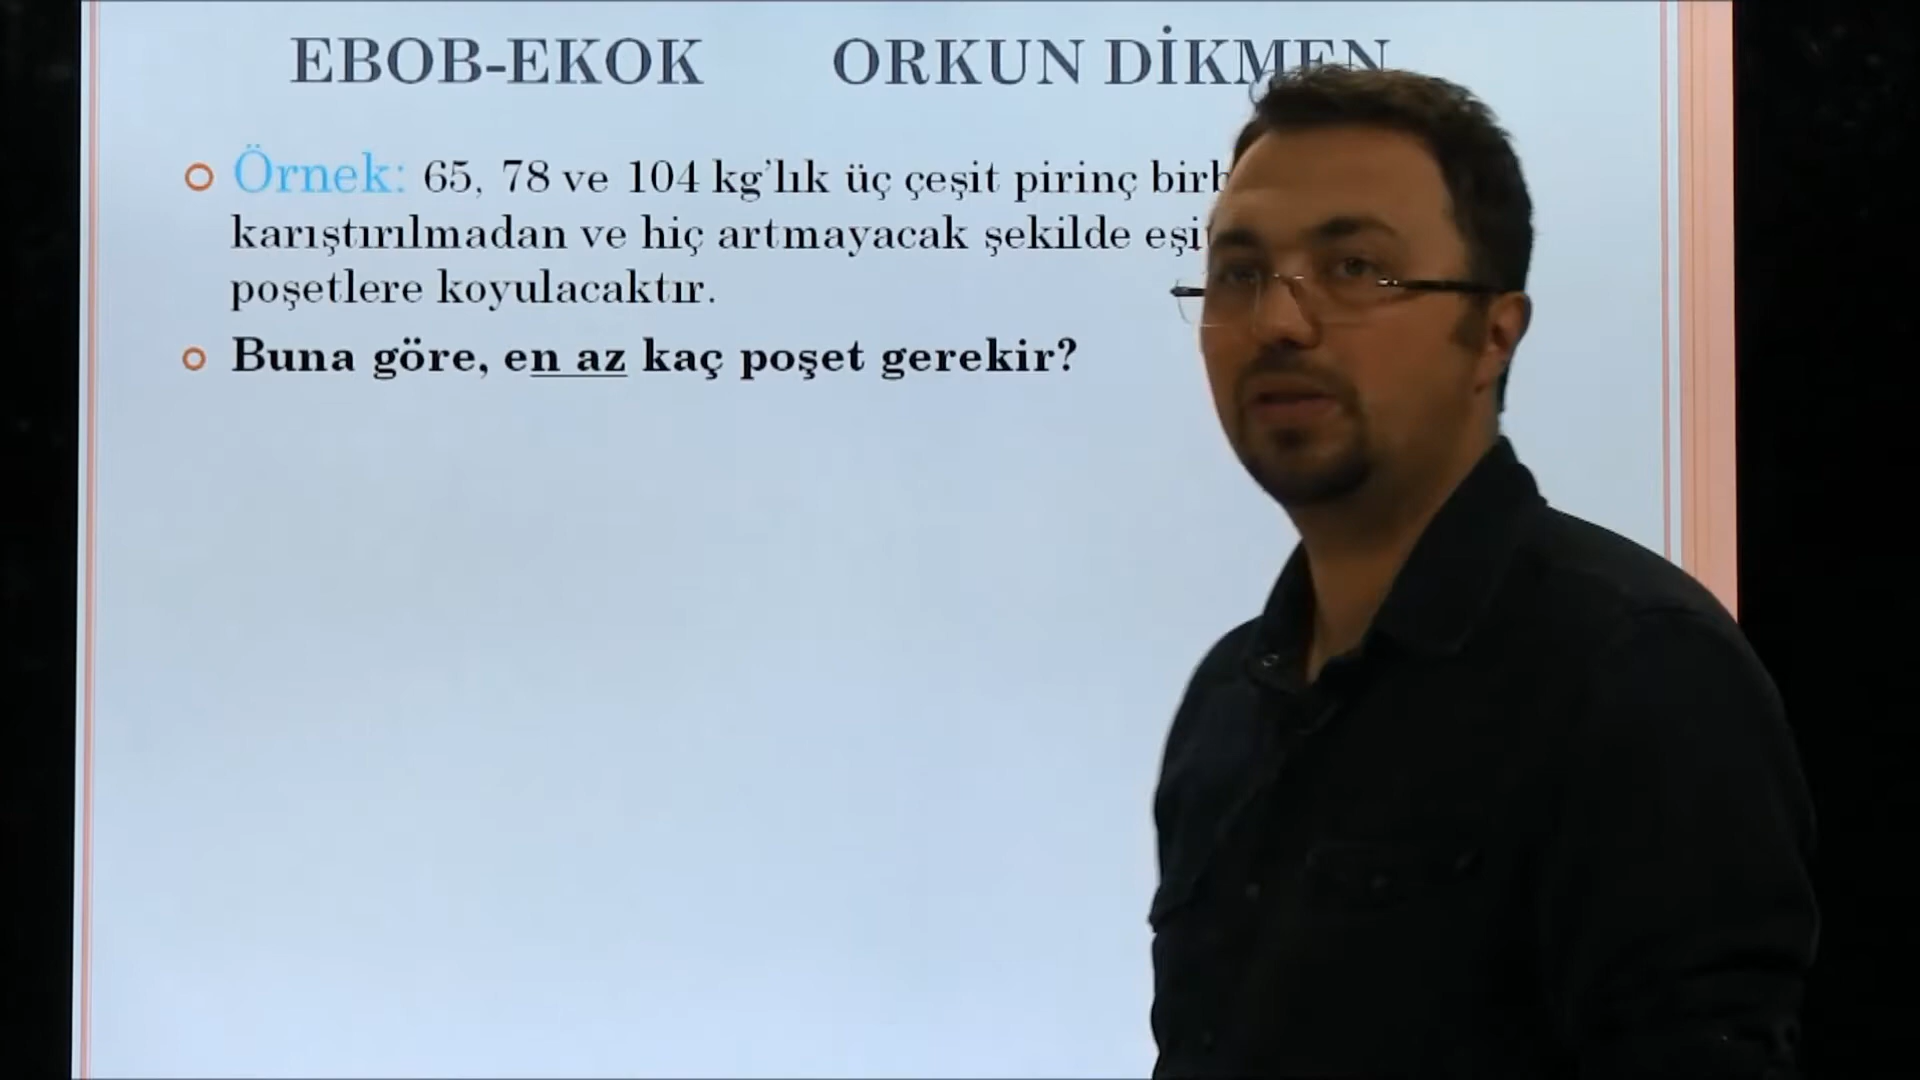 EBOB-EKOK ORKUN DİKMEN
Örnek: 65, 78 ve 104 kg'lık üç çeşit pirinç
karıştırılmadan ve hiç artmayacak şekilde
poşetlere koyulacaktır.
Buna göre, en az kaç poşet gerekir?